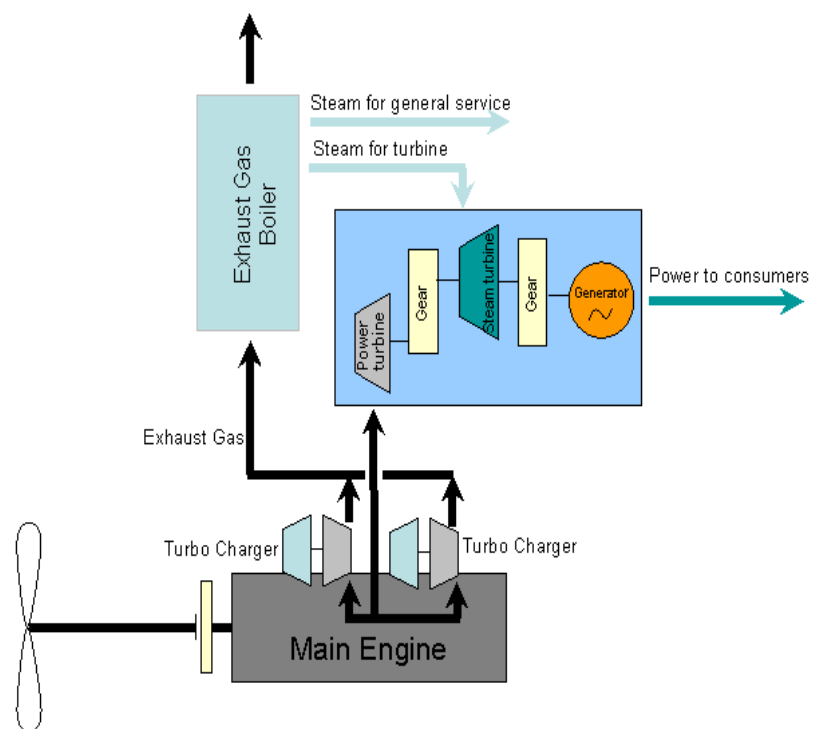 Steam for general service
Steam for turbine
Exhaust Gas
Boiler
Steam turbine
Gear
Gear
Generator
Power to consumers
Power
turbine
Exhaust Gas
Turbo Charger
Turbo Charger
Main Engine